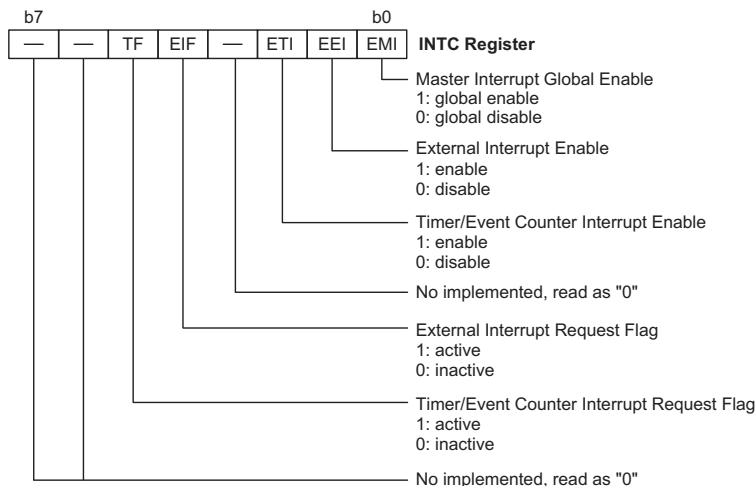 b7 b0
— — TF EIF — ETI EEI EMI INTC Register
Master Interrupt Global Enable
1: global enable
0: global disable
External Interrupt Enable
1: enable
0: disable
Timer/Event Counter Interrupt Enable
1: enable
0: disable
No implemented, read as "0"
External Interrupt Request Flag
1: active
0: inactive
Timer/Event Counter Interrupt Request Flag
1: active
0: inactive
No implemented, read as "0"